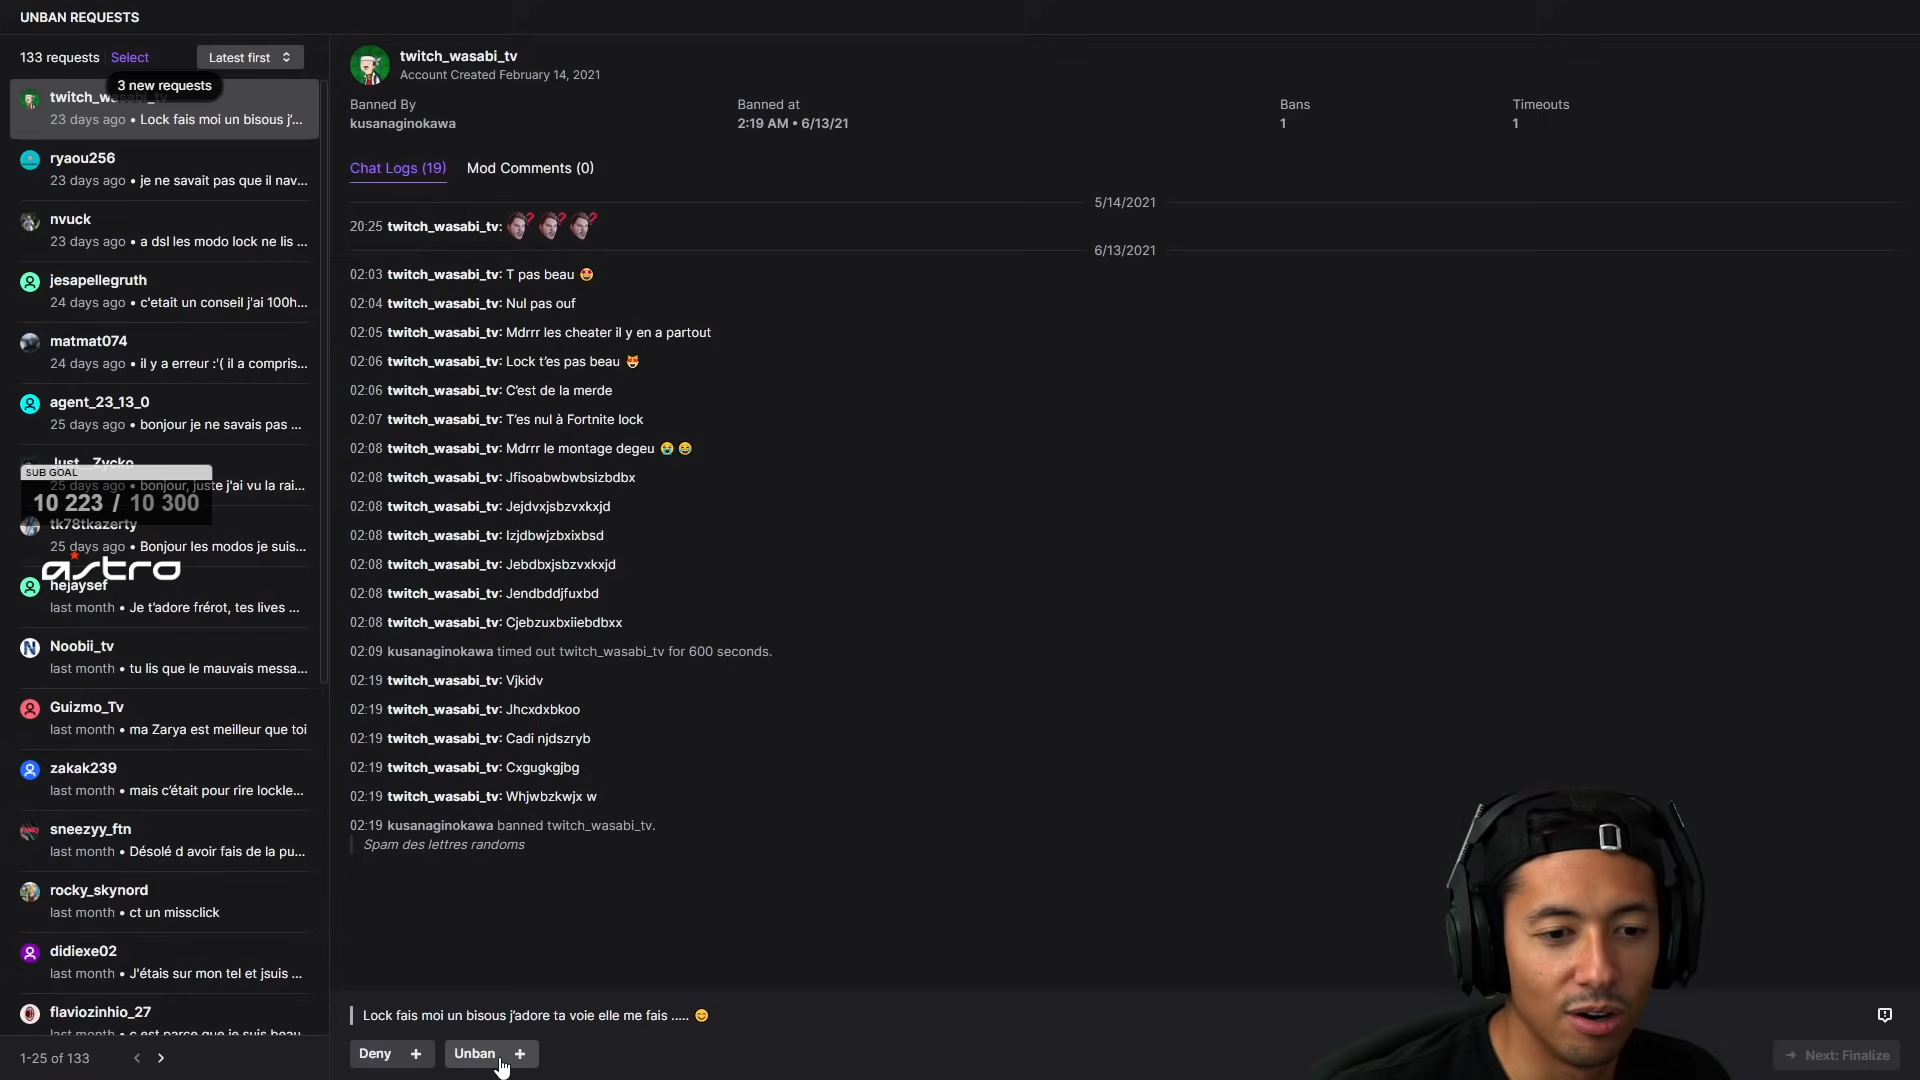 UNBAN REQUESTS
133 requests
Select
Latest first
3 new requests
23 days ago • Lock fais moi un bisous j'...
ryaou256
23 days ago • je ne savait pas que il nav...
nvuck
23 days ago • a dsl les modo lock ne lis ...
jesapellegruth
24 days ago • c'etait un conseil j'ai 100h...
matmat074
24 days ago • il y a erreur :'( il a compris...
agent_23_13_0
25 days ago • bonjour je ne savais pas ...
Just__Zycko
SUB GOAL
25 days ago • bonjour, juste j'ai vu la rai...
10 223 / 10 300
tk78tkazerty
25 days ago • Bonjour les modos je suis...
astro
hejaysef
last month • Je t'adore frérot, tes lives ...
Noobii_tv
last month • tu lis que le mauvais messa...
Guizmo_Tv
last month • ma Zarya est meilleur que toi
zakak239
last month • mais c'était pour rire lockle...
sneezyy_ftn
last month • Désolé d avoir fais de la pu...
rocky_skynord
last month • ct un missclick
didiexe02
last month • J'étais sur mon tel et jsuis ...
flaviozinhio_27
last month • c est parce que je suis beau
1-25 of 133
twitch_wasabi_tv
Account Created February 14, 2021
Banned By
kusanaginokawa
Banned at
2:19 AM • 6/13/21
Bans
1
Timeouts
1
Chat Logs (19)
Mod Comments (0)
5/14/2021
20:25 twitch_wasabi_tv:
6/13/2021
02:03 twitch_wasabi_tv: T pas beau 🤩
02:04 twitch_wasabi_tv: Nul pas ouf
02:05 twitch_wasabi_tv: Mdrrr les cheater il y en a partout
02:06 twitch_wasabi_tv: Lock t'es pas beau 😻
02:06 twitch_wasabi_tv: C'est de la merde
02:07 twitch_wasabi_tv: T'es nul à Fortnite lock
02:08 twitch_wasabi_tv: Mdrrr le montage degeu 😭 😂
02:08 twitch_wasabi_tv: Jfisoabwbwbsizbdbx
02:08 twitch_wasabi_tv: Jejdvxjsbzvxkxjd
02:08 twitch_wasabi_tv: Izjdbwjzbxixbsd
02:08 twitch_wasabi_tv: Jebdbxjsbzvxkxjd
02:08 twitch_wasabi_tv: Jendbddjfuxbd
02:08 twitch_wasabi_tv: Cjebzuxbxiiebdbxx
02:09 kusanaginokawa timed out twitch_wasabi_tv for 600 seconds.
02:19 twitch_wasabi_tv: Vjkidv
02:19 twitch_wasabi_tv: Jhcxdxbkoo
02:19 twitch_wasabi_tv: Cadi njdszryb
02:19 twitch_wasabi_tv: Cxgugkgjbg
02:19 twitch_wasabi_tv: Whjwbzkwjx w
02:19 kusanaginokawa banned twitch_wasabi_tv.
Spam des lettres randoms
Lock fais moi un bisous j'adore ta voie elle me fais ..... 😊
Deny +
Unban +
Next: Finalize